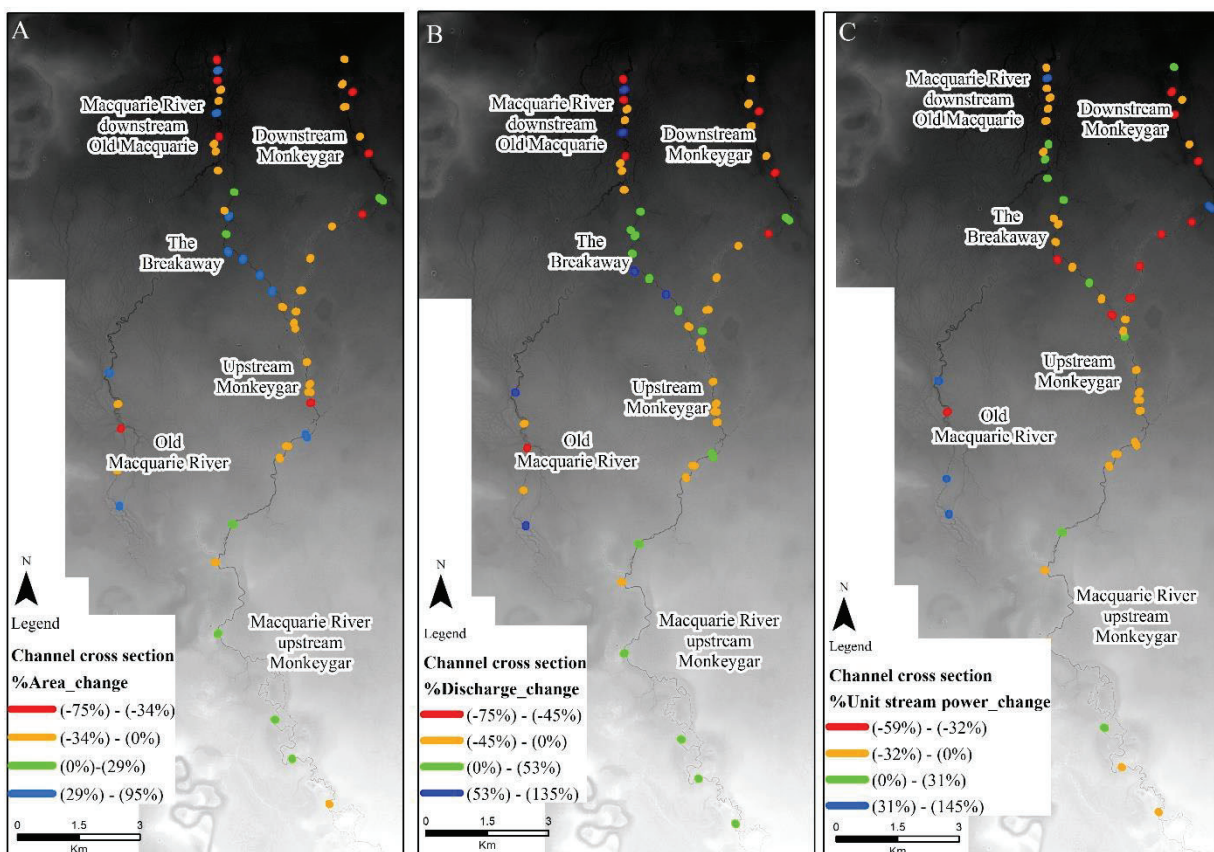 A
Macquarie River
downstream
Old Macquarie
Downstream
Monkeygar
The
Breakaway
Upstream
Monkeygar
Old
Macquarie River
Macquarie River
upstream
Monkeygar
N
Legend
Channel cross section
%Area_change
(-75%) - (-34%)
(-34%) - (0%)
(0%)-(29%)
(29%) - (95%)
0 1.5 3
Km
B
Macquarie River
downstream
Old Macquarie
Downstream
Monkeygar
The
Breakaway
Upstream
Monkeygar
Old
Macquarie River
Macquarie River
upstream
Monkeygar
N
Legend
Channel cross section
%Discharge_change
(-75%) - (-45%)
(-45%) - (0%)
(0%) - (53%)
(53%) - (135%)
0 1.5 3
Km
C
Macquarie River
downstream
Old Macquarie
Downstream
Monkeygar
The
Breakaway
Upstream
Monkeygar
Old
Macquarie River
Macquarie River
upstream
Monkeygar
N
Legend
Channel cross section
%Unit stream power_change
(-59%) - (-32%)
(-32%) - (0%)
(0%) - (31%)
(31%) - (145%)
0 1.5 3
Km